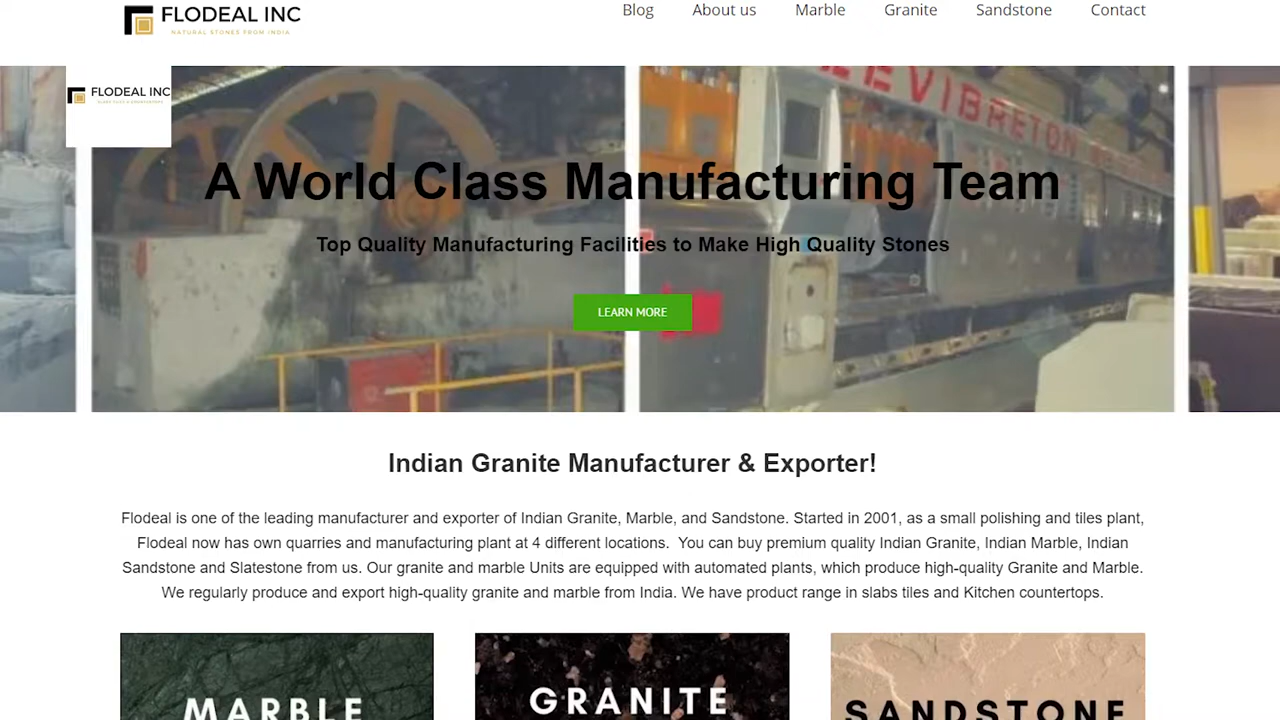 FLODEAL INC
NATURAL STONES FROM INDIA
Blog About us Marble Granite Sandstone Contact
FLODEAL INC
EVIBRETON
A World Class Manufacturing Team
Top Quality Manufacturing Facilities to Make High Quality Stones
LEARN MORE
Indian Granite Manufacturer & Exporter!
Flodeal is one of the leading manufacturer and exporter of Indian Granite, Marble, and Sandstone. Started in 2001, as a small polishing and tiles plant,
Flodeal now has own quarries and manufacturing plant at 4 different locations.  You can buy premium quality Indian Granite, Indian Marble, Indian
Sandstone and Slatestone from us. Our granite and marble Units are equipped with automated plants, which produce high-quality Granite and Marble.
We regularly produce and export high-quality granite and marble from India. We have product range in slabs tiles and Kitchen countertops.
MARBLE
GRANITE
SANDSTONE